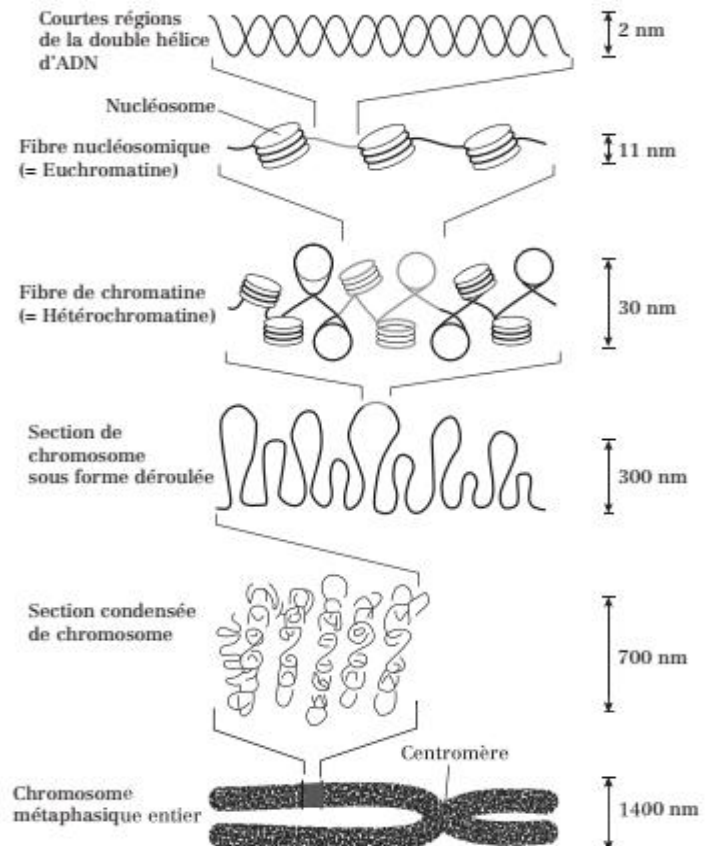 Courtes régions
de la double hélice
d'ADN
2 nm
Nucléosome
Fibre nucléosomique
(= Euchromatine)
11 nm
Fibre de chromatine
(= Hétérochromatine)
30 nm
Section de
chromosome
sous forme déroulée
300 nm
Section condensée
de chromosome
700 nm
Centromère
Chromosome
métaphasique entier
1400 nm